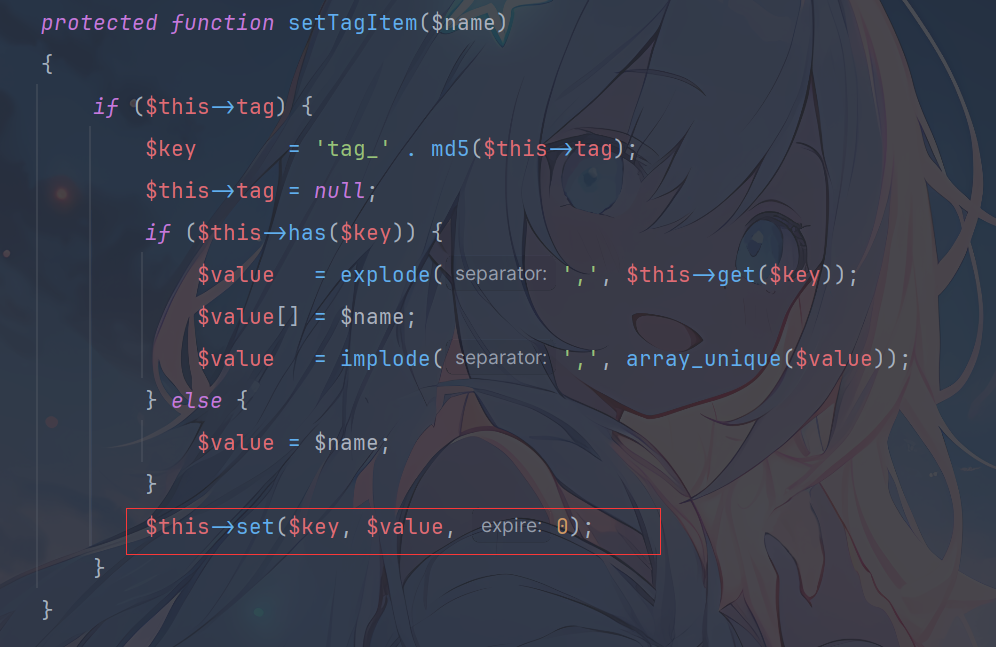 protected function setTagItem($name)
{
if ($this->tag) {
$key = 'tag_' . md5($this->tag);
$this->tag = null;
if ($this->has($key)) {
$value = explode( separator: ',', $this->get($key));
$value[] = $name;
$value = implode( separator: ',', array_unique($value));
} else {
$value = $name;
}
$this->set($key, $value, expire: 0);
}
}